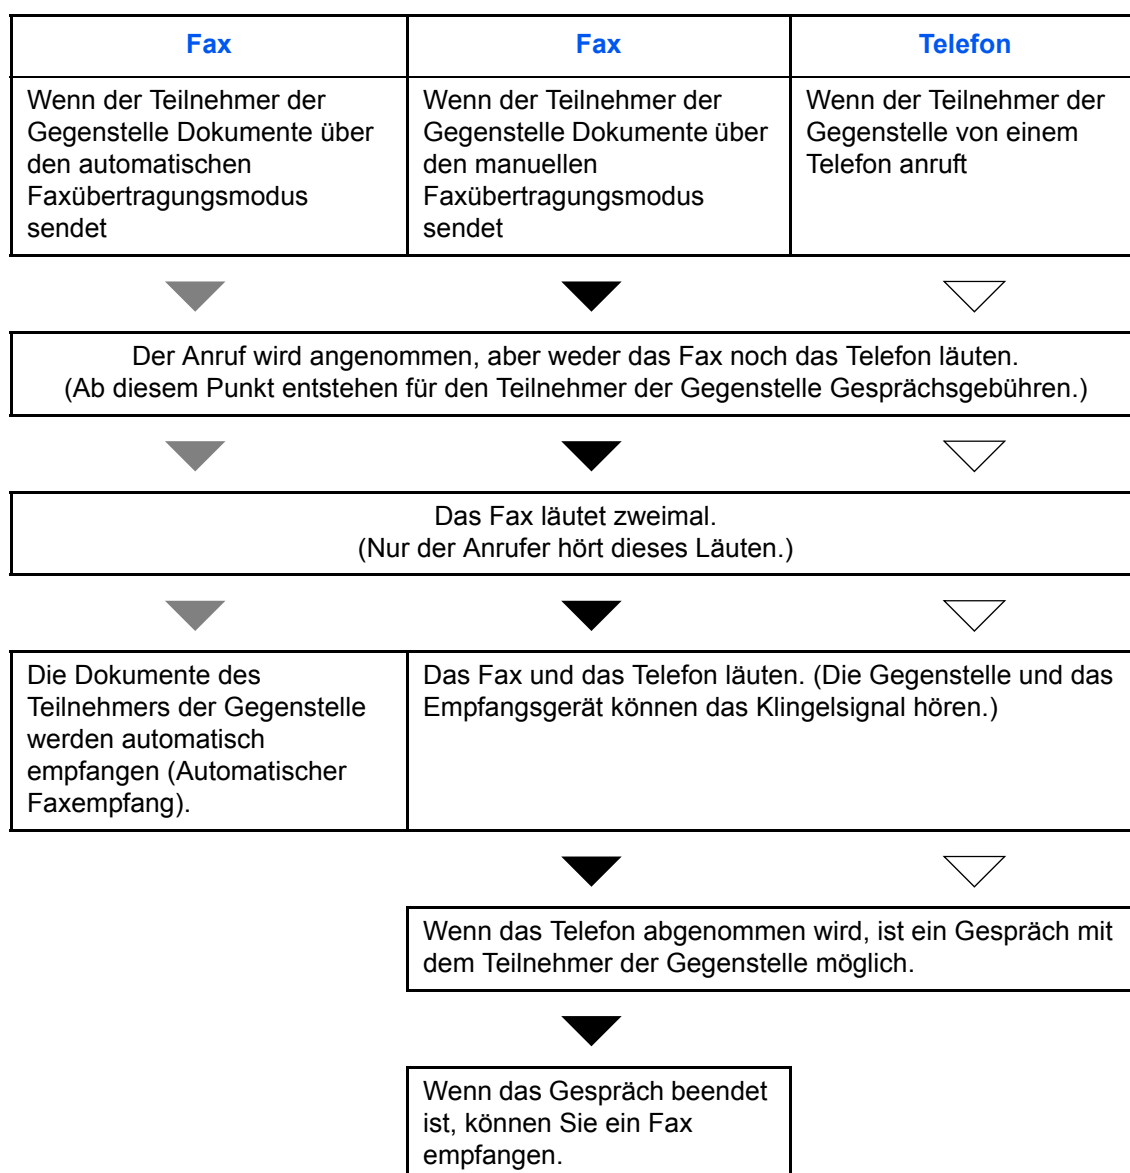 Fax
Fax
Telefon
Wenn der Teilnehmer der
Gegenstelle Dokumente über
den automatischen
Faxübertragungsmodus
sendet
Wenn der Teilnehmer der
Gegenstelle Dokumente über
den manuellen
Faxübertragungsmodus
sendet
Wenn der Teilnehmer der
Gegenstelle von einem
Telefon anruft
Der Anruf wird angenommen, aber weder das Fax noch das Telefon läuten.
(Ab diesem Punkt entstehen für den Teilnehmer der Gegenstelle Gesprächsgebühren.)
Das Fax läutet zweimal.
(Nur der Anrufer hört dieses Läuten.)
Die Dokumente des
Teilnehmers der Gegenstelle
werden automatisch
empfangen (Automatischer
Faxempfang).
Das Fax und das Telefon läuten. (Die Gegenstelle und das
Empfangsgerät können das Klingelsignal hören.)
Wenn das Telefon abgenommen wird, ist ein Gespräch mit
dem Teilnehmer der Gegenstelle möglich.
Wenn das Gespräch beendet
ist, können Sie ein Fax
empfangen.